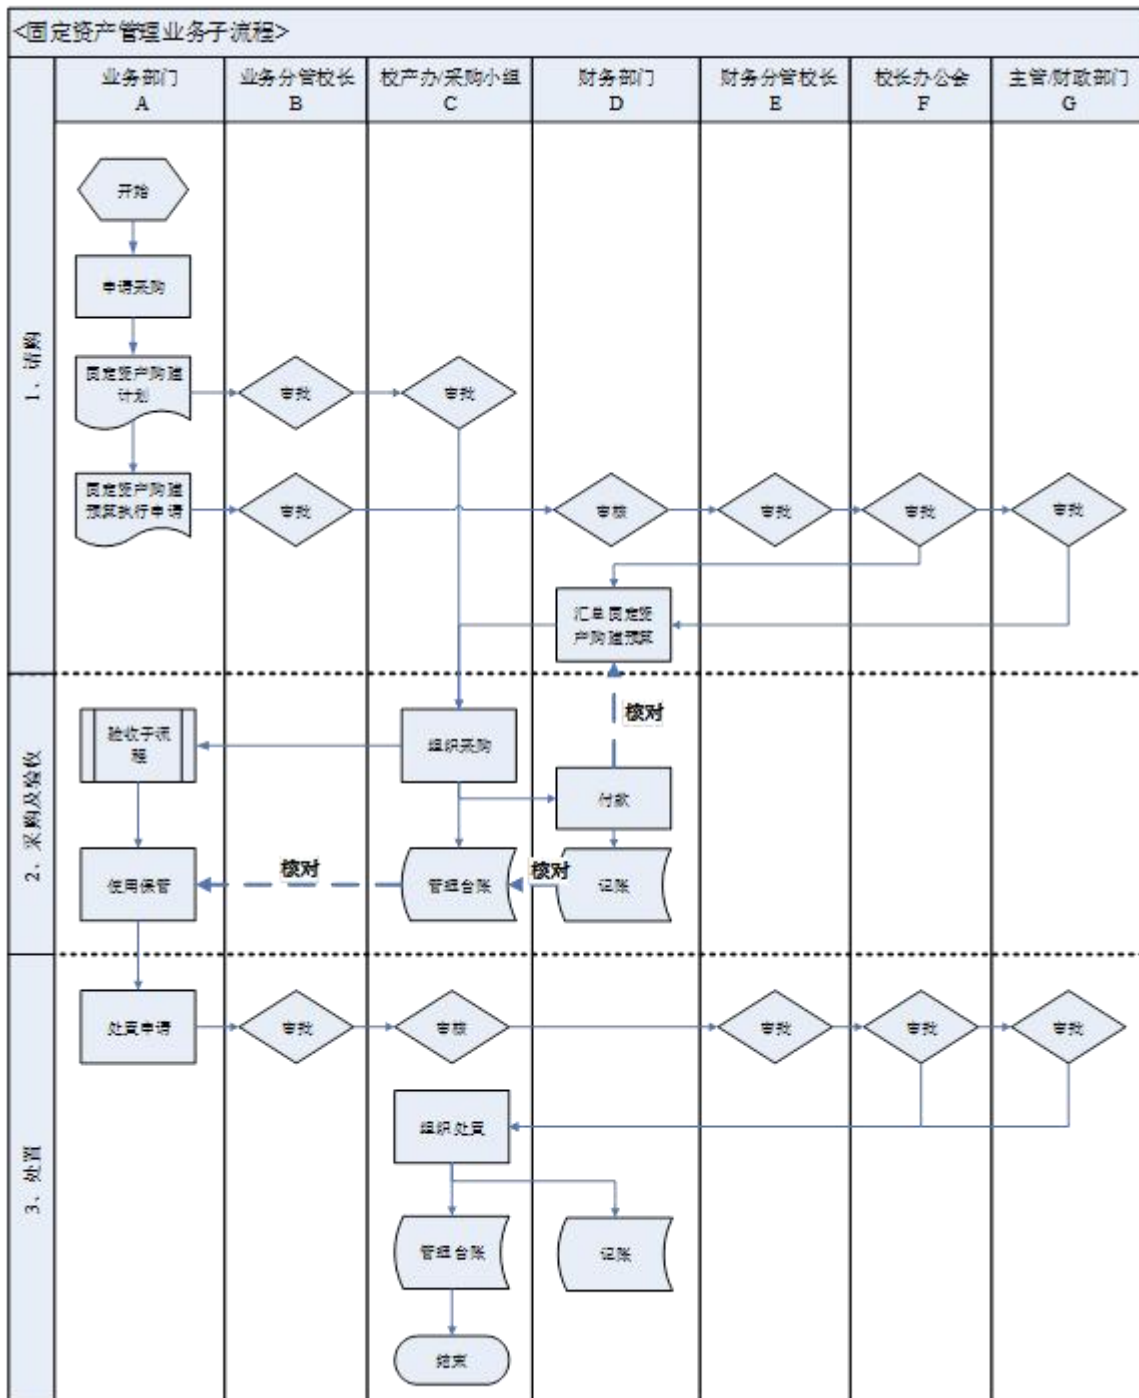 <固定资产管理业务子流程>
业务部门
A
业务分管校长
B
校产办/采购小组
C
财务部门
D
财务分管校长
E
校长办公会
F
主管/财政部门
G
1、请购
开始
申请采购
固定资产购建
计划
审批
审批
固定资产购建
预算执行申请
审批
审核
审批
审批
审批
汇单固定资
产购建预算
2、采购及验收
验收子流
程
组织采购
核对
付款
使用保管
核对
管理台账
核对
记账
3、处置
处置申请
审批
审核
审批
审批
审批
组织处置
管理台账
记账
结束